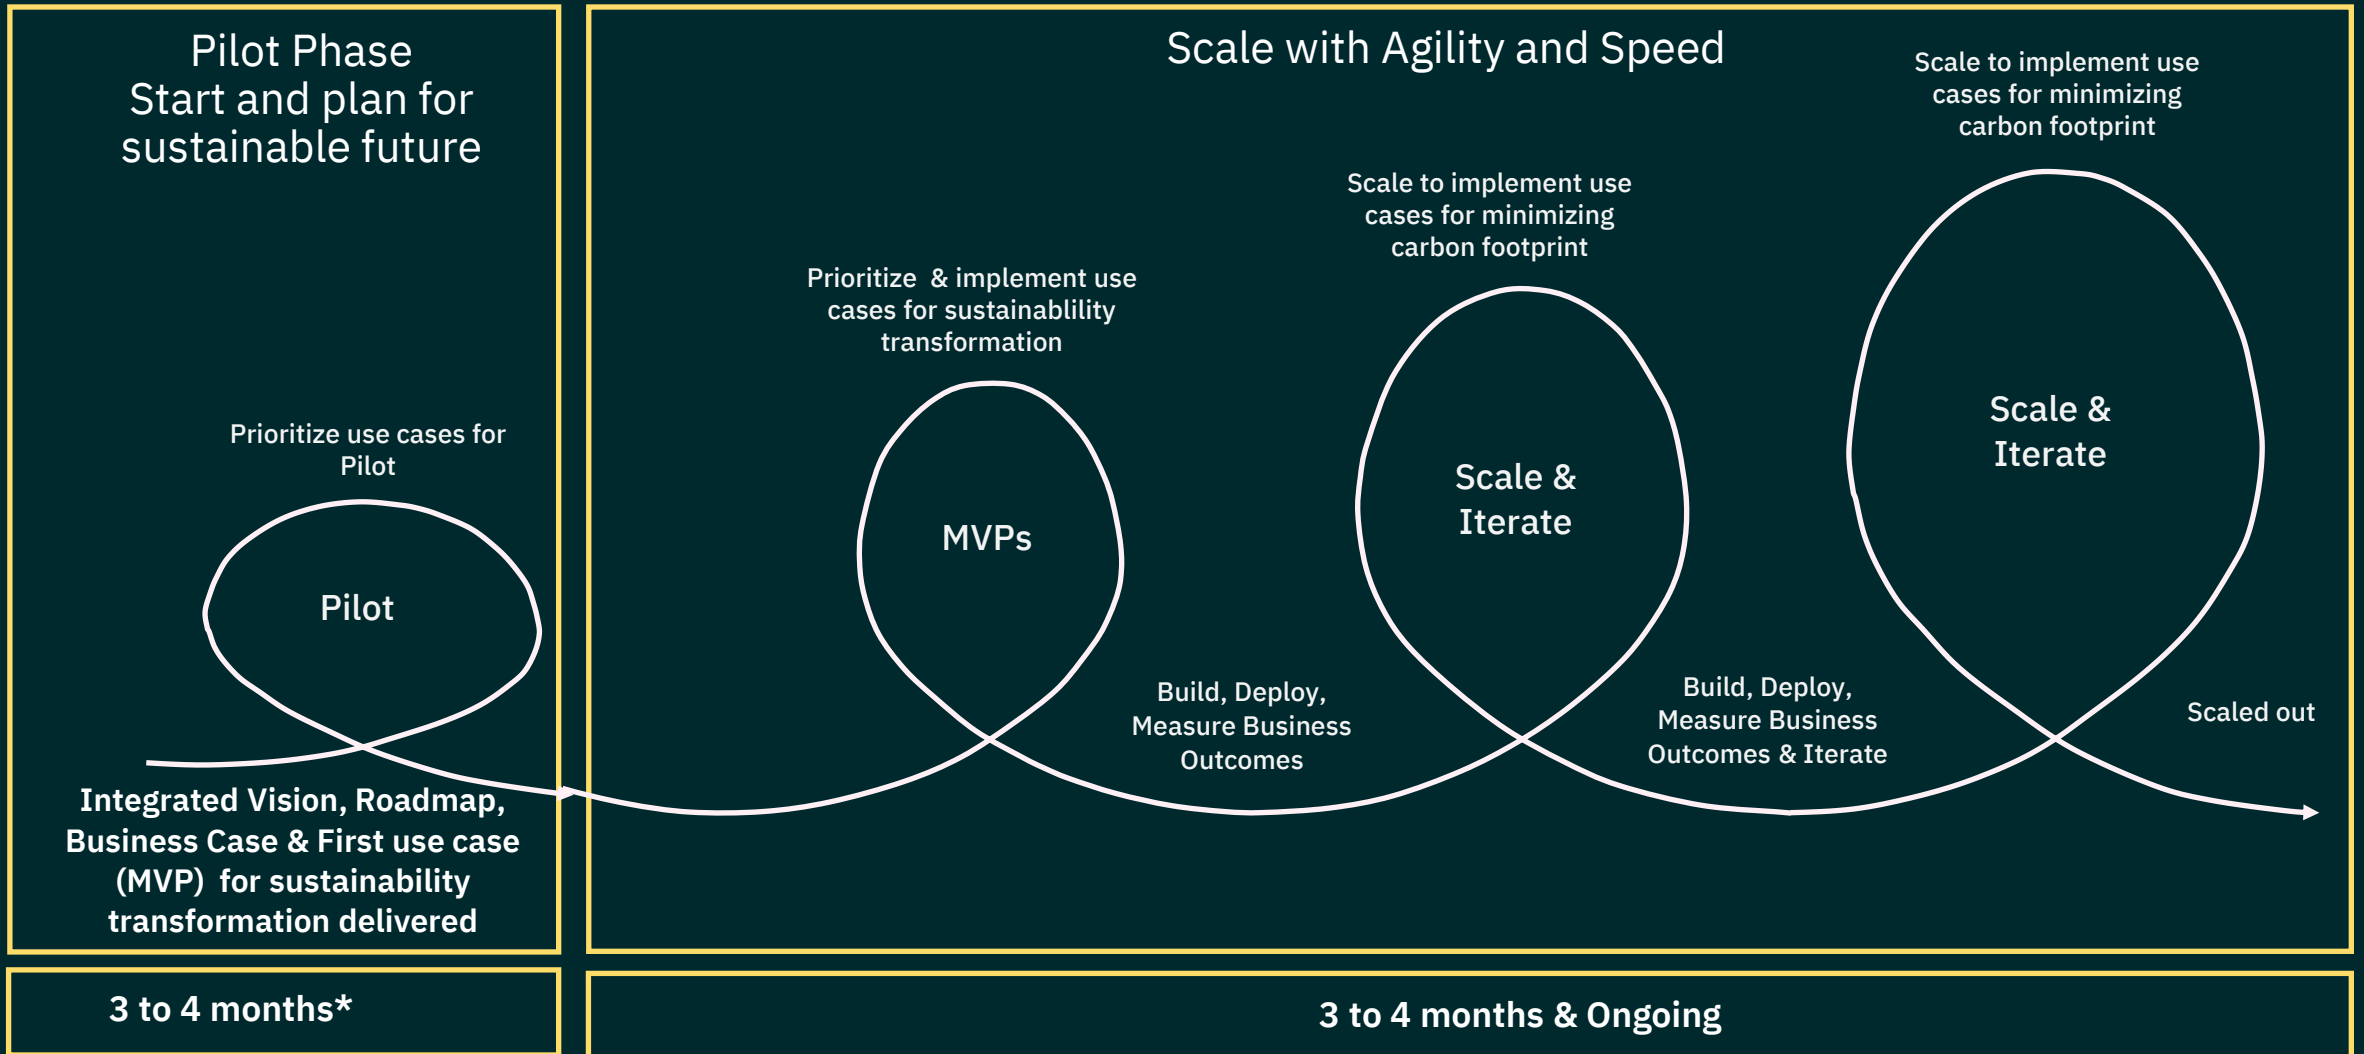 Pilot Phase
Start and plan for
sustainable future
Prioritize use cases for
Pilot
Pilot
Integrated Vision, Roadmap,
Business Case & First use case
(MVP) for sustainability
transformation delivered
3 to 4 months*
Scale with Agility and Speed
Prioritize & implement use
cases for sustainablility
transformation
MVPs
Build, Deploy,
Measure Business
Outcomes
Scale to implement use
cases for minimizing
carbon footprint
Scale &
Iterate
Build, Deploy,
Measure Business
Outcomes & Iterate
Scale to implement use
cases for minimizing
carbon footprint
Scale &
Iterate
Scaled out
3 to 4 months & Ongoing